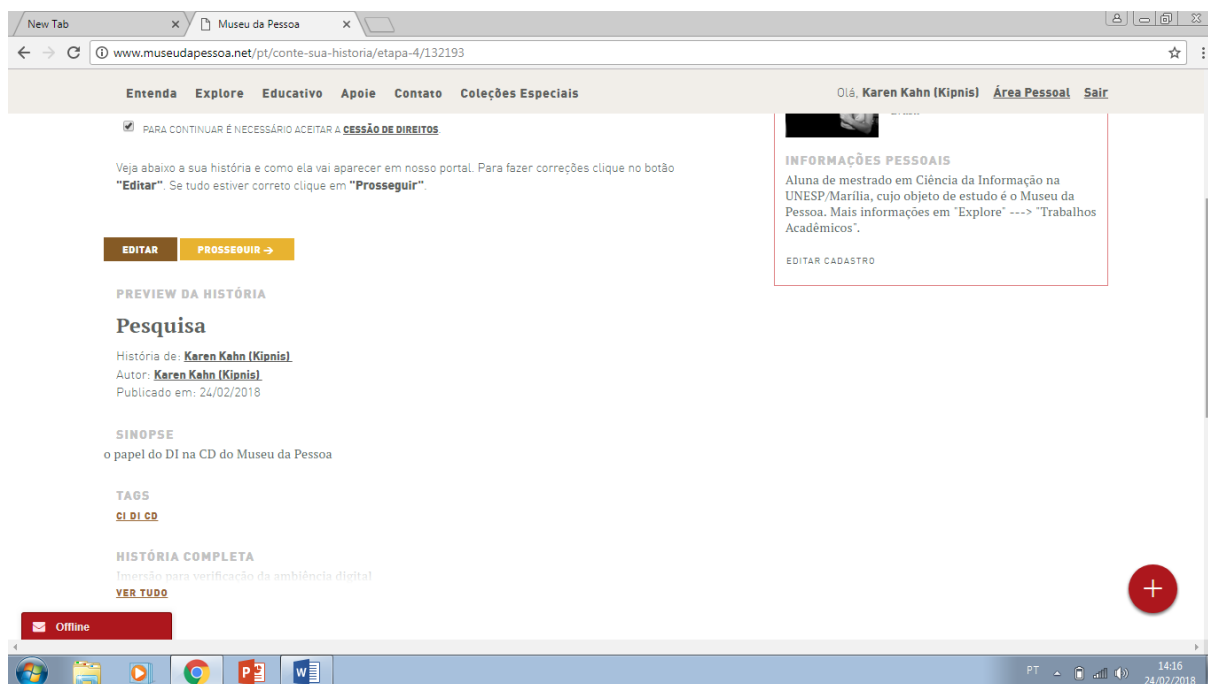 New Tab
Museu da Pessoa
www.museudapessoa.net/pt/conte-sua-historia/etapa-4/132193
Entenda Explore Educativo Apoie Contato Coleções Especiais
Olá, Karen Kahn (Kipnis) Área Pessoal Sair
PARA CONTINUAR É NECESSÁRIO ACEITAR A CESSÃO DE DIREITOS.
Veja abaixo a sua história e como ela vai aparecer em nosso portal. Para fazer correções clique no botão
"Editar". Se tudo estiver correto clique em "Prosseguir".
EDITAR
PROSSEGUIR →
PREVIEW DA HISTÓRIA
Pesquisa
História de: Karen Kahn (Kipnis)
Autor: Karen Kahn (Kipnis)
Publicado em: 24/02/2018
SINOPSE
o papel do DI na CD do Museu da Pessoa
TAGS
CI DI CD
HISTÓRIA COMPLETA
Imersão para verificação da ambiência digital
VER TUDO
INFORMAÇÕES PESSOAIS
Aluna de mestrado em Ciência da Informação na
UNESP/Marília, cujo objeto de estudo é o Museu da
Pessoa. Mais informações em "Explore" ---> "Trabalhos
Acadêmicos".
EDITAR CADASTRO
Offline
PT
14:16
24/02/2018